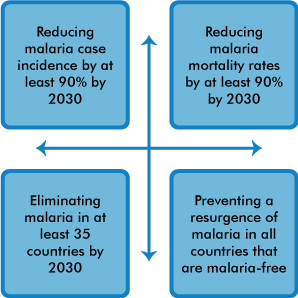 Reducing
malaria case
incidence by at
least 90% by
2030
Reducing
malaria
mortality rates
by at least 90%
by 2030
Eliminating
malaria in at
least 35
countries by
2030
Preventing a
resurgence of
malaria in all
countries that
are malaria-free